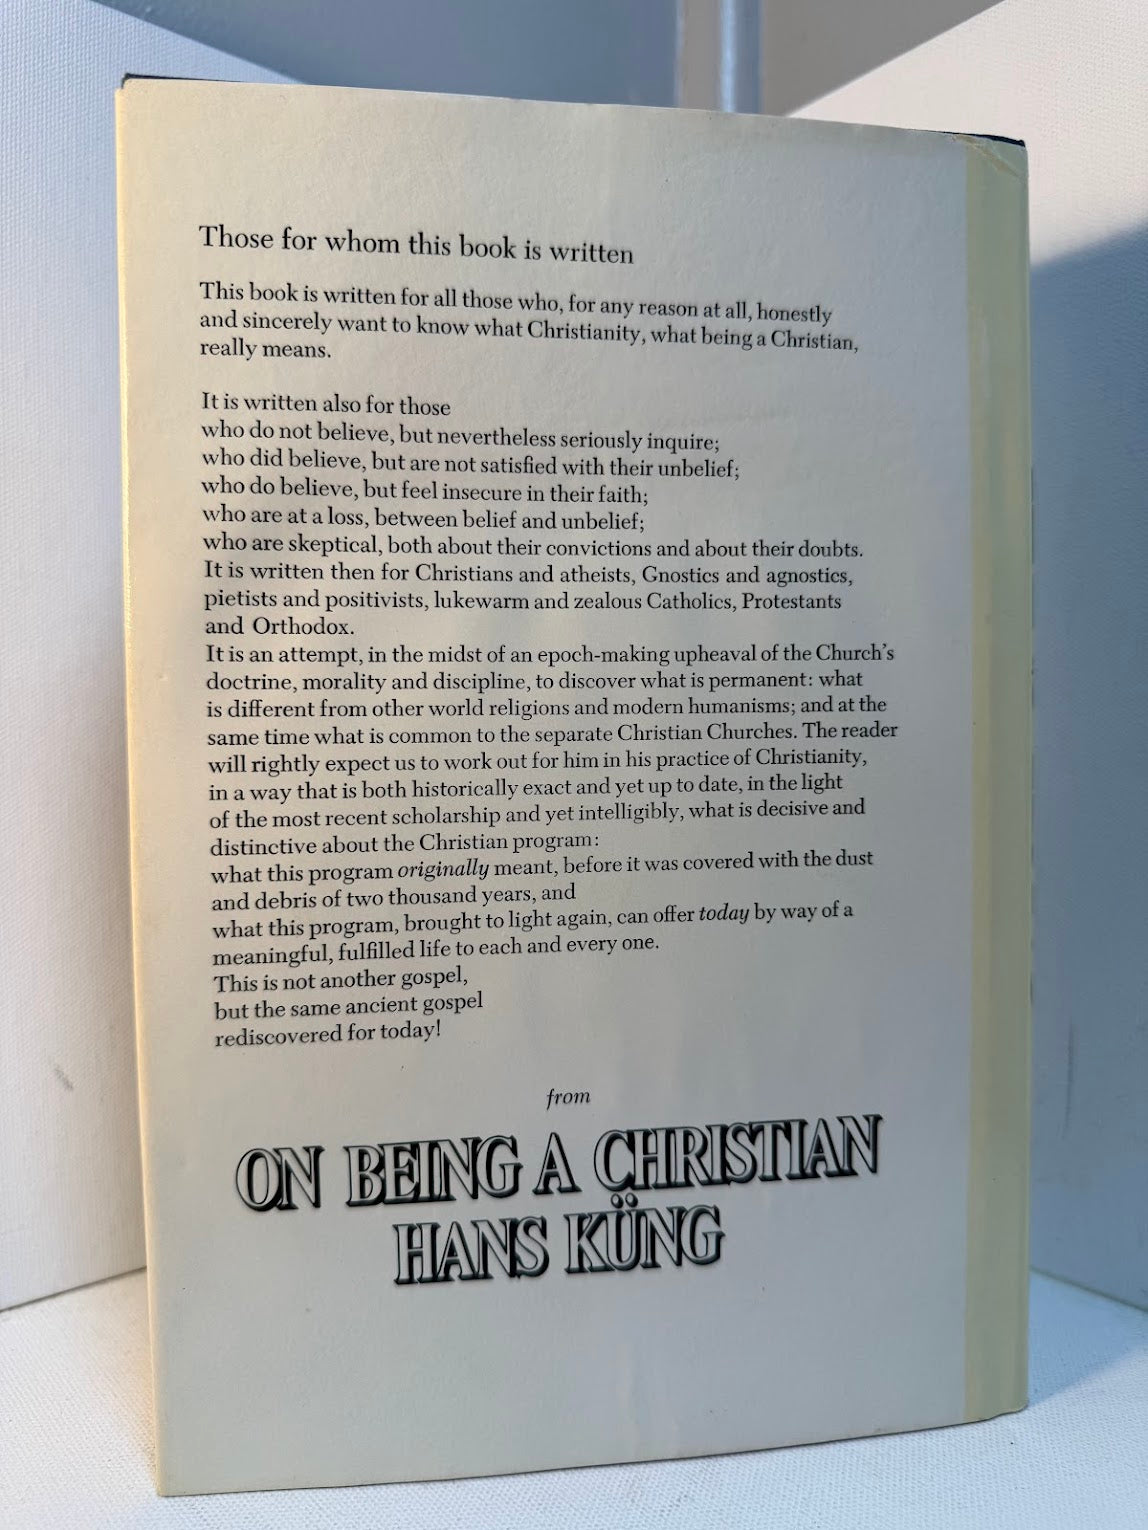 Those for whom this book is written
This book is written for all those who, for any reason at all, honestly
and sincerely want to know what Christianity, what being a Christian,
really means.
It is written also for those
who do not believe, but nevertheless seriously inquire;
who did believe, but are not satisfied with their unbelief;
who do believe, but feel insecure in their faith;
who are at a loss, between belief and unbelief;
who are skeptical, both about their convictions and about their doubts.
It is written then for Christians and atheists, Gnostics and agnostics,
pietists and positivists, lukewarm and zealous Catholics, Protestants
and Orthodox.
It is an attempt, in the midst of an epoch-making upheaval of the Church's
doctrine, morality and discipline, to discover what is permanent: what
is different from other world religions and modern humanisms; and at the
same time what is common to the separate Christian Churches. The reader
will rightly expect us to work out for him in his practice of Christianity,
in a way that is both historically exact and yet up to date, in the light
of the most recent scholarship and yet intelligibly, what is decisive and
distinctive about the Christian program:
what this program originally meant, before it was covered with the dust
and debris of two thousand years, and
what this program, brought to light again, can offer today by way of a
meaningful, fulfilled life to each and every one.
This is not another gospel,
but the same ancient gospel
rediscovered for today!
from
ON BEING A CHRISTIAN
HANS KÜNG